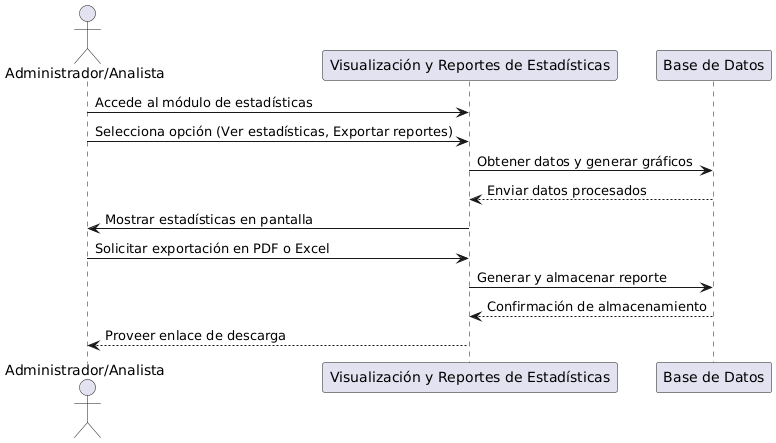 Administrador/Analista
Visualización y Reportes de Estadísticas
Base de Datos
Accede al módulo de estadísticas
Selecciona opción (Ver estadísticas, Exportar reportes)
Obtener datos y generar gráficos
Enviar datos procesados
Mostrar estadísticas en pantalla
Solicitar exportación en PDF o Excel
Generar y almacenar reporte
Confirmación de almacenamiento
Proveer enlace de descarga
Administrador/Analista
Visualización y Reportes de Estadísticas
Base de Datos